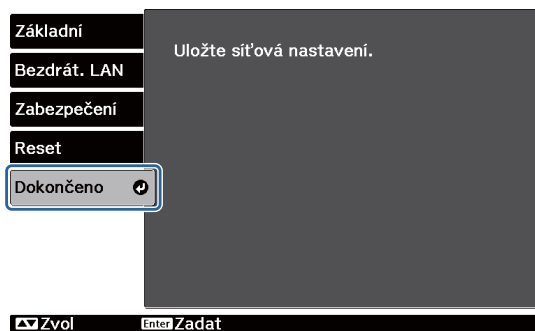 Základní
Bezdrát. LAN
Zabezpečení
Reset
Dokončeno
Uložte síťová nastavení.
Zvol Enter Zadat